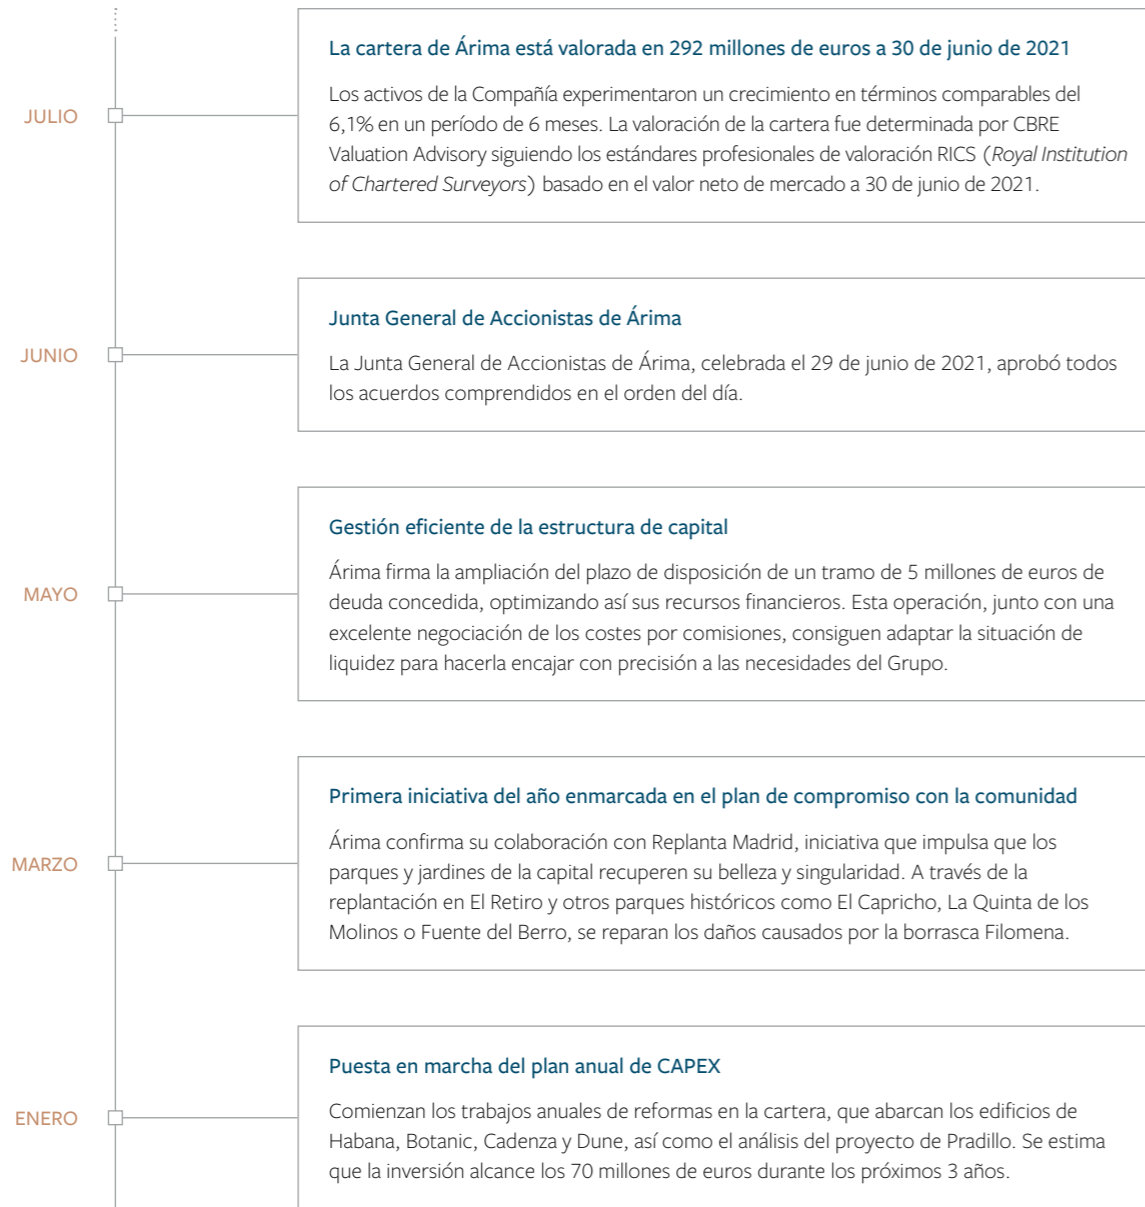 JULIO
La cartera de Árima está valorada en 292 millones de euros a 30 de junio de 2021
Los activos de la Compañía experimentaron un crecimiento en términos comparables del
6,1% en un período de 6 meses. La valoración de la cartera fue determinada por CBRE
Valuation Advisory siguiendo los estándares profesionales de valoración RICS (Royal Institution
of Chartered Surveyors) basado en el valor neto de mercado a 30 de junio de 2021.
JUNIO
Junta General de Accionistas de Árima
La Junta General de Accionistas de Árima, celebrada el 29 de junio de 2021, aprobó todos
los acuerdos comprendidos en el orden del día.
MAYO
Gestión eficiente de la estructura de capital
Árima firma la ampliación del plazo de disposición de un tramo de 5 millones de euros de
deuda concedida, optimizando así sus recursos financieros. Esta operación, junto con una
excelente negociación de los costes por comisiones, consiguen adaptar la situación de
liquidez para hacerla encajar con precisión a las necesidades del Grupo.
MARZO
Primera iniciativa del año enmarcada en el plan de compromiso con la comunidad
Árima confirma su colaboración con Replanta Madrid, iniciativa que impulsa que los
parques y jardines de la capital recuperen su belleza y singularidad. A través de la
replantación en El Retiro y otros parques históricos como El Capricho, La Quinta de los
Molinos o Fuente del Berro, se reparan los daños causados por la borrasca Filomena.
ENERO
Puesta en marcha del plan anual de CAPEX
Comienzan los trabajos anuales de reformas en la cartera, que abarcan los edificios de
Habana, Botanic, Cadenza y Dune, así como el análisis del proyecto de Pradillo. Se estima
que la inversión alcance los 70 millones de euros durante los próximos 3 años.